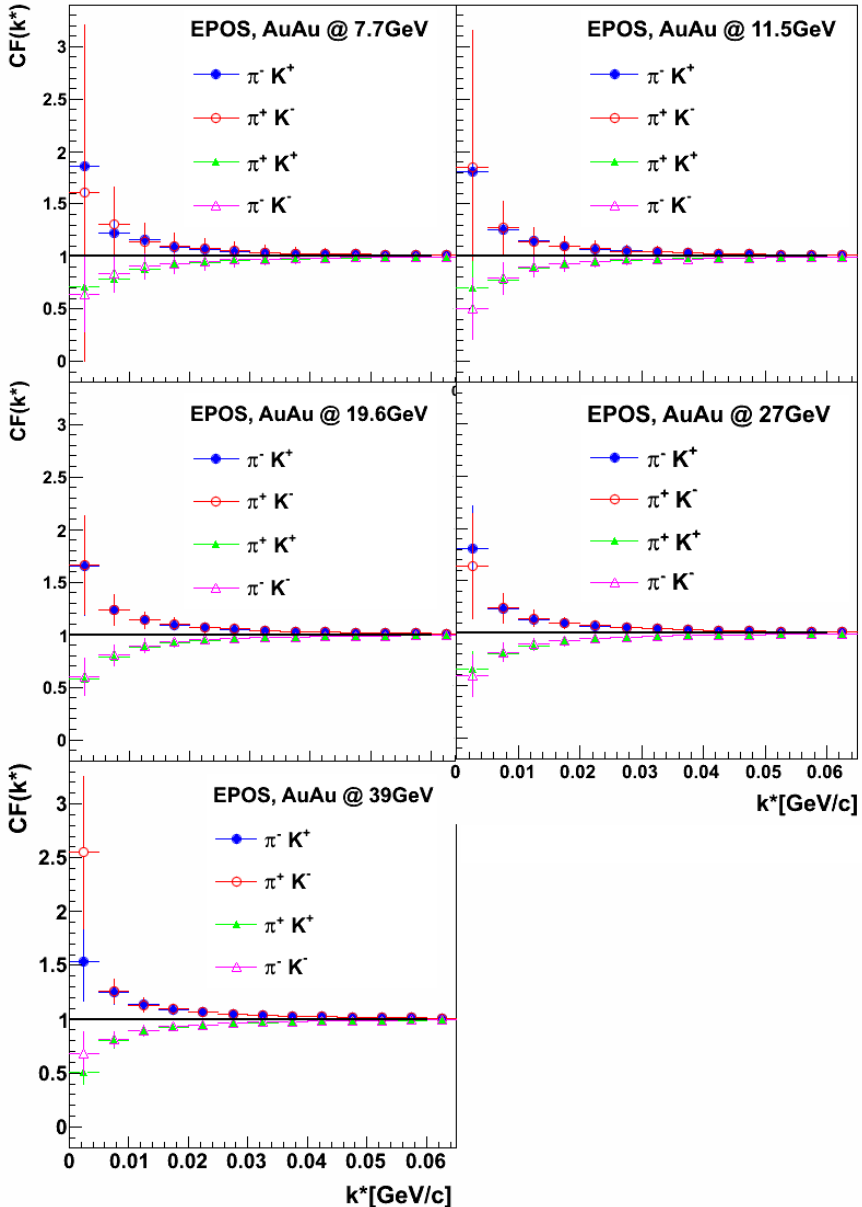 CF(k*)
EPOS, AuAu @ 7.7GeV
π⁻ K⁺
π⁺ K⁻
π⁺ K⁺
π⁻ K⁻
3
2.5
2
1.5
1
0.5
0
EPOS, AuAu @ 11.5GeV
π⁻ K⁺
π⁺ K⁻
π⁺ K⁺
π⁻ K⁻
0
CF(k*)
EPOS, AuAu @ 19.6GeV
π⁻ K⁺
π⁺ K⁻
π⁺ K⁺
π⁻ K⁻
3
2.5
2
1.5
1
0.5
0
EPOS, AuAu @ 27GeV
π⁻ K⁺
π⁺ K⁻
π⁺ K⁺
π⁻ K⁻
0 0.01 0.02 0.03 0.04 0.05 0.06
k*[GeV/c]
CF(k*)
EPOS, AuAu @ 39GeV
π⁻ K⁺
π⁺ K⁻
π⁺ K⁺
π⁻ K⁻
3
2.5
2
1.5
1
0.5
0
0 0.01 0.02 0.03 0.04 0.05 0.06
k*[GeV/c]